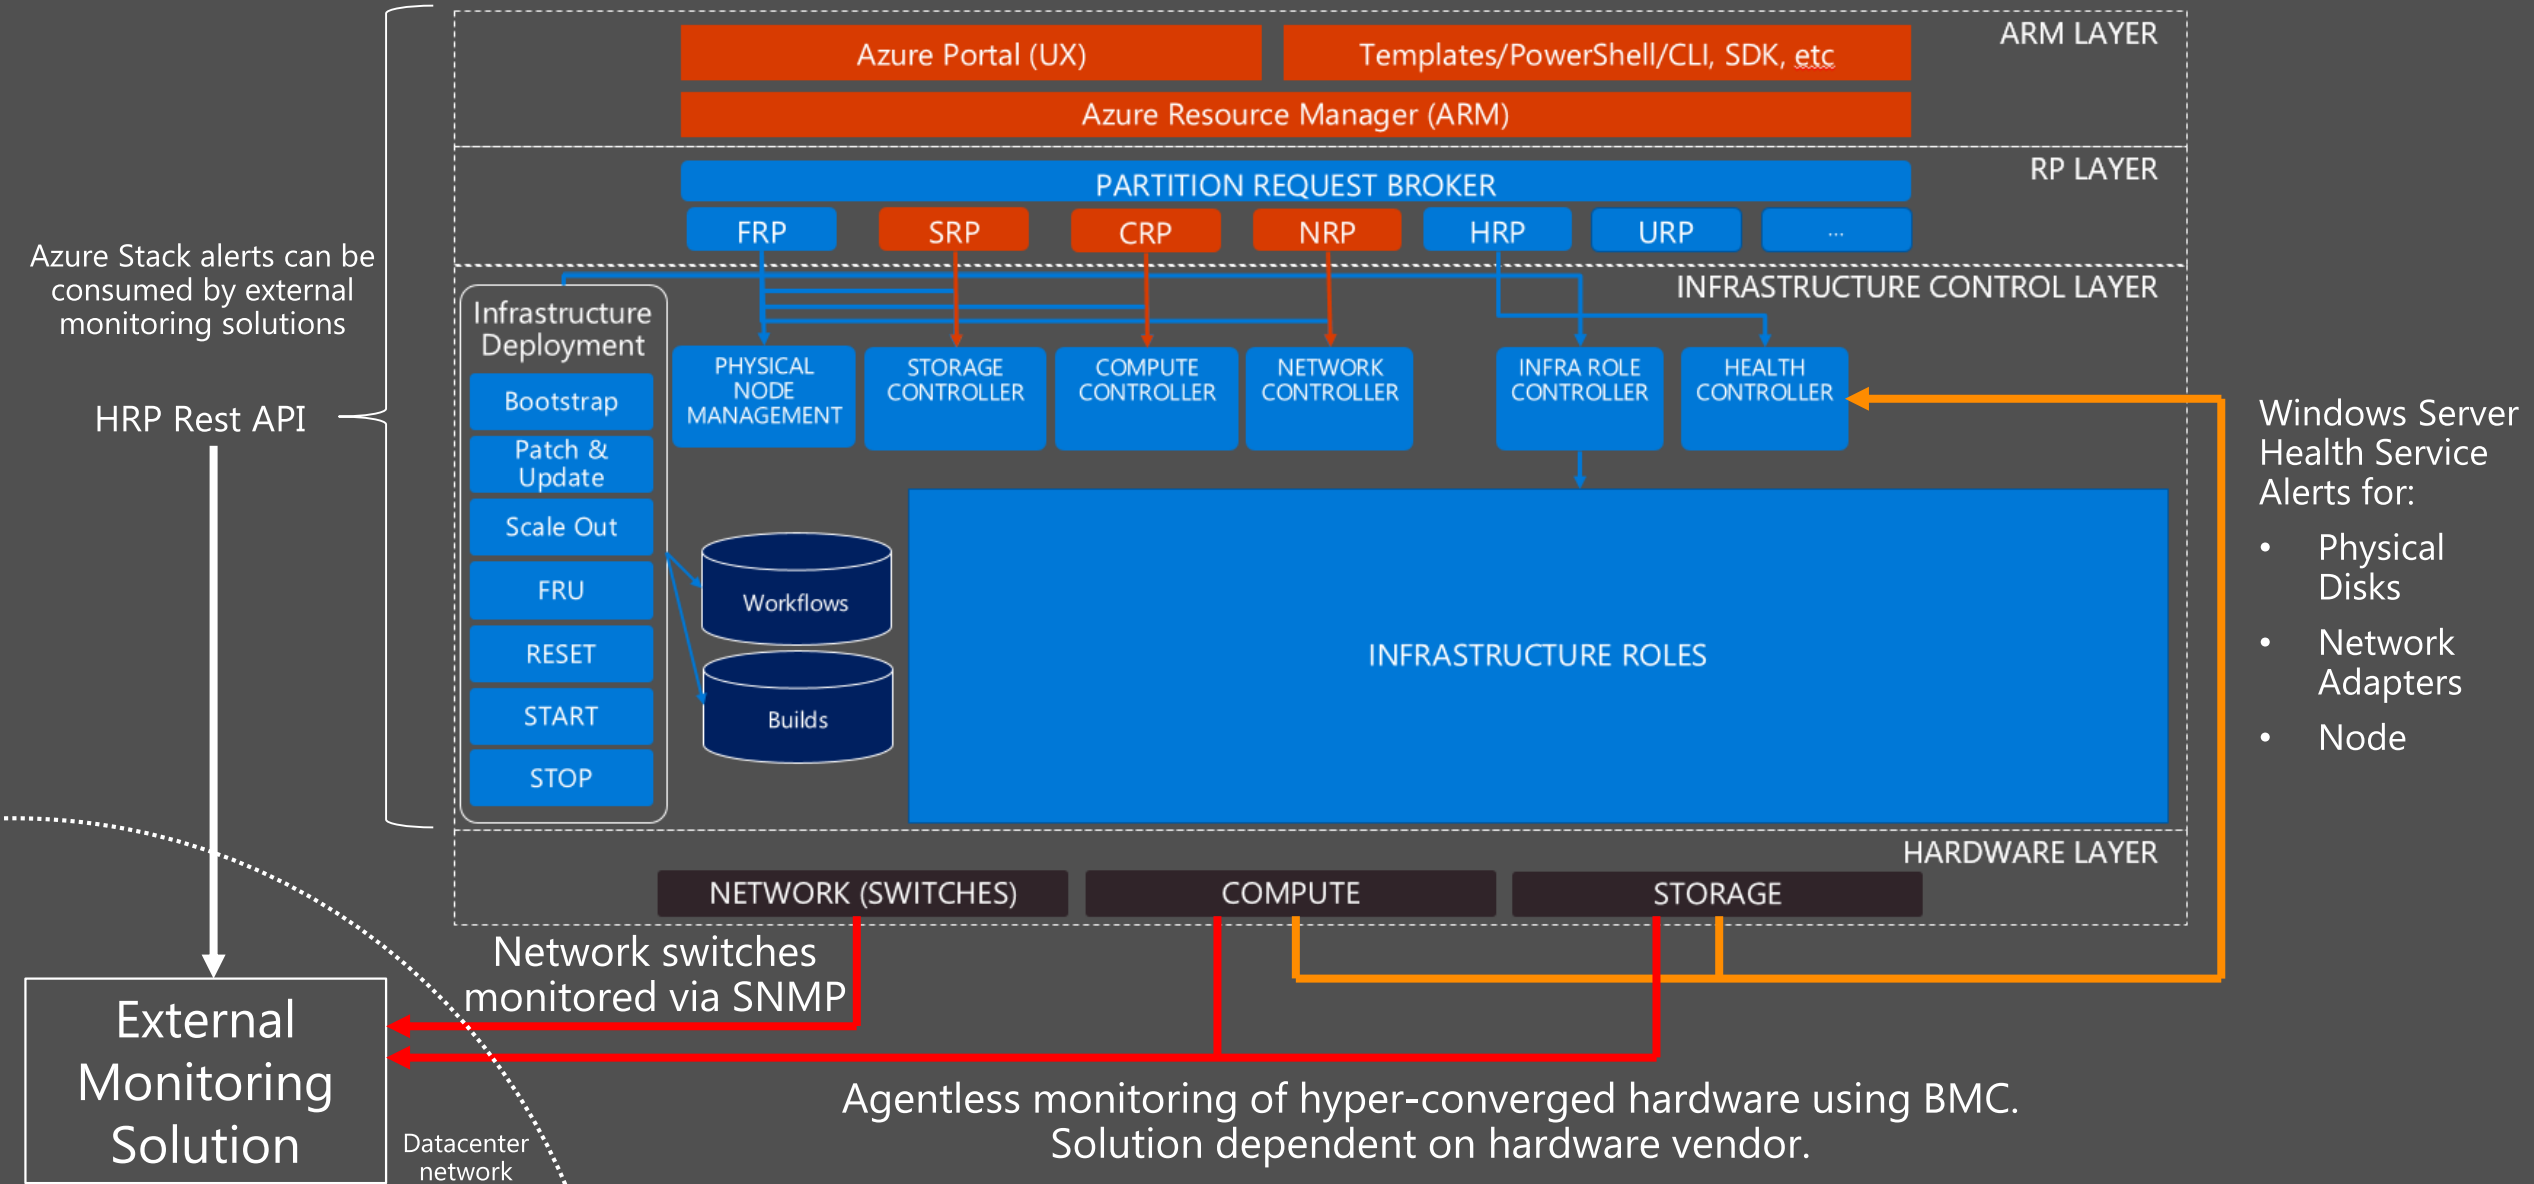 ARM LAYER
Azure Portal (UX)
Templates/PowerShell/CLI, SDK, etc
Azure Resource Manager (ARM)
RP LAYER
PARTITION REQUEST BROKER
FRP
SRP
CRP
NRP
HRP
URP
...
Azure Stack alerts can be
consumed by external
monitoring solutions
HRP Rest API
INFRASTRUCTURE CONTROL LAYER
Infrastructure
Deployment
Bootstrap
Patch &
Update
Scale Out
FRU
RESET
START
STOP
PHYSICAL
NODE
MANAGEMENT
STORAGE
CONTROLLER
COMPUTE
CONTROLLER
NETWORK
CONTROLLER
INFRA ROLE
CONTROLLER
HEALTH
CONTROLLER
Workflows
Builds
INFRASTRUCTURE ROLES
Windows Server
Health Service
Alerts for:
• Physical
Disks
• Network
Adapters
• Node
HARDWARE LAYER
NETWORK (SWITCHES)
COMPUTE
STORAGE
Network switches
monitored via SNMP
External
Monitoring
Solution
Datacenter
network
Agentless monitoring of hyper-converged hardware using BMC.
Solution dependent on hardware vendor.